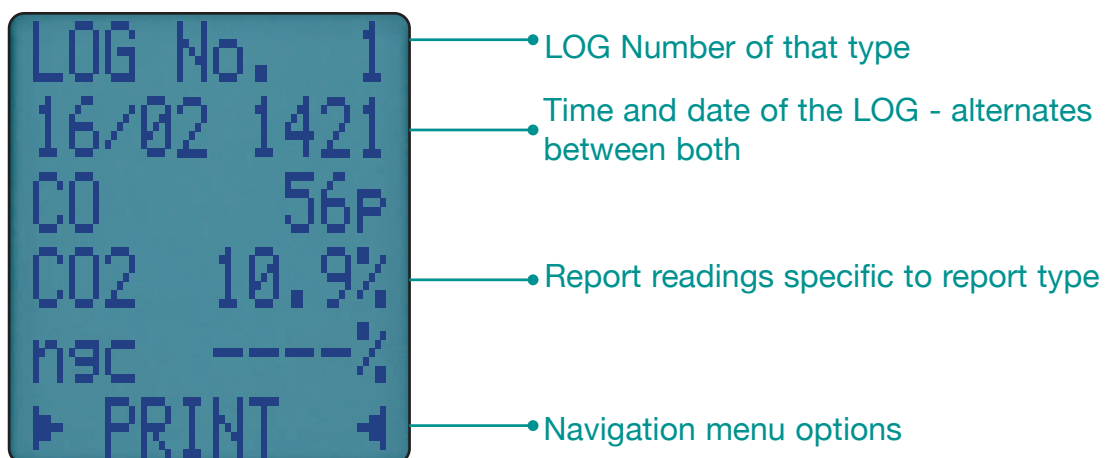 LOG No. 1
LOG Number of that type
16/02 1421
Time and date of the LOG - alternates
between both
CO 56p
CO2 10.9%
Report readings specific to report type
ngc ----%
► PRINT ◄
Navigation menu options